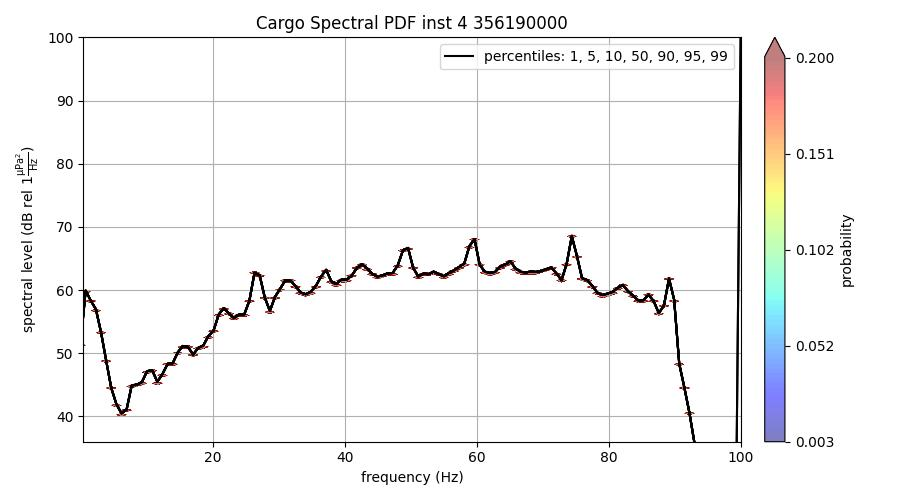 Cargo Spectral PDF inst 4 356190000
percentiles: 1, 5, 10, 50, 90, 95, 99
spectral level (dB rel 1 μPa²/Hz)
100
90
80
70
60
50
40
20 40 60 80 100
frequency (Hz)
0.200
0.151
0.102
0.052
0.003
probability